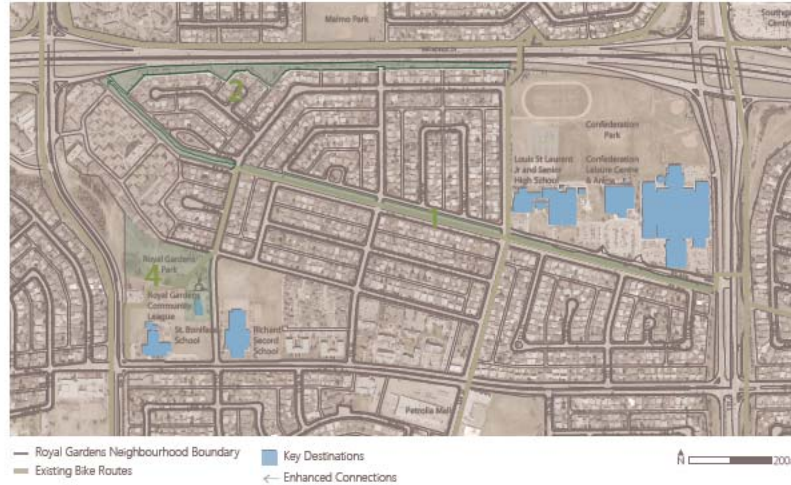 Malmo Park
Southgate
Centre
2
Confederation
Park
Louis St Laurent
Jr and Senior
High School
Confederation
Leisure Centre
& Arena
1
Royal Gardens
Park
4
Royal Gardens
Community
League
St. Boniface
School
Richard
Secord
School
Petrolia Mall
Royal Gardens Neighbourhood Boundary
Existing Bike Routes
Key Destinations
Enhanced Connections
N
200